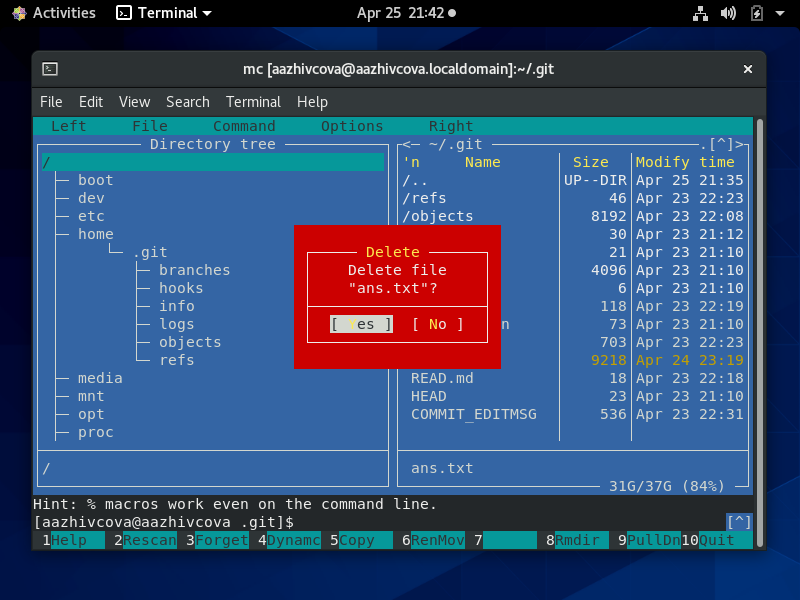 Activities Terminal Apr 25 21:42
mc [aazhivcova@aazhivcova.localdomain]:~/.git
File Edit View Search Terminal Help
Left File Command Options Right
Directory tree
/
boot
dev
etc
home
.git
branches
hooks
info
logs
objects
refs
media
mnt
opt
proc
/
<─ ~/.git .[^]>
'n Name Size Modify time
/.. UP--DIR Apr 25 21:35
/refs 46 Apr 23 22:23
/objects 8192 Apr 23 22:08
30 Apr 23 21:12
21 Apr 23 21:10
4096 Apr 23 21:10
6 Apr 23 21:10
118 Apr 23 22:19
n 73 Apr 23 21:10
703 Apr 23 22:23
9218 Apr 24 23:19
READ.md 18 Apr 23 22:18
HEAD 23 Apr 23 21:10
COMMIT_EDITMSG 536 Apr 23 22:31
ans.txt
31G/37G (84%)
Delete
Delete file
"ans.txt"?
[ Yes ] [ No ]
Hint: % macros work even on the command line.
[aazhivcova@aazhivcova .git]$ [^]
1Help 2Rescan 3Forget 4Dynamc 5Copy 6RenMov 7 8Rmdir 9PullDn 10Quit